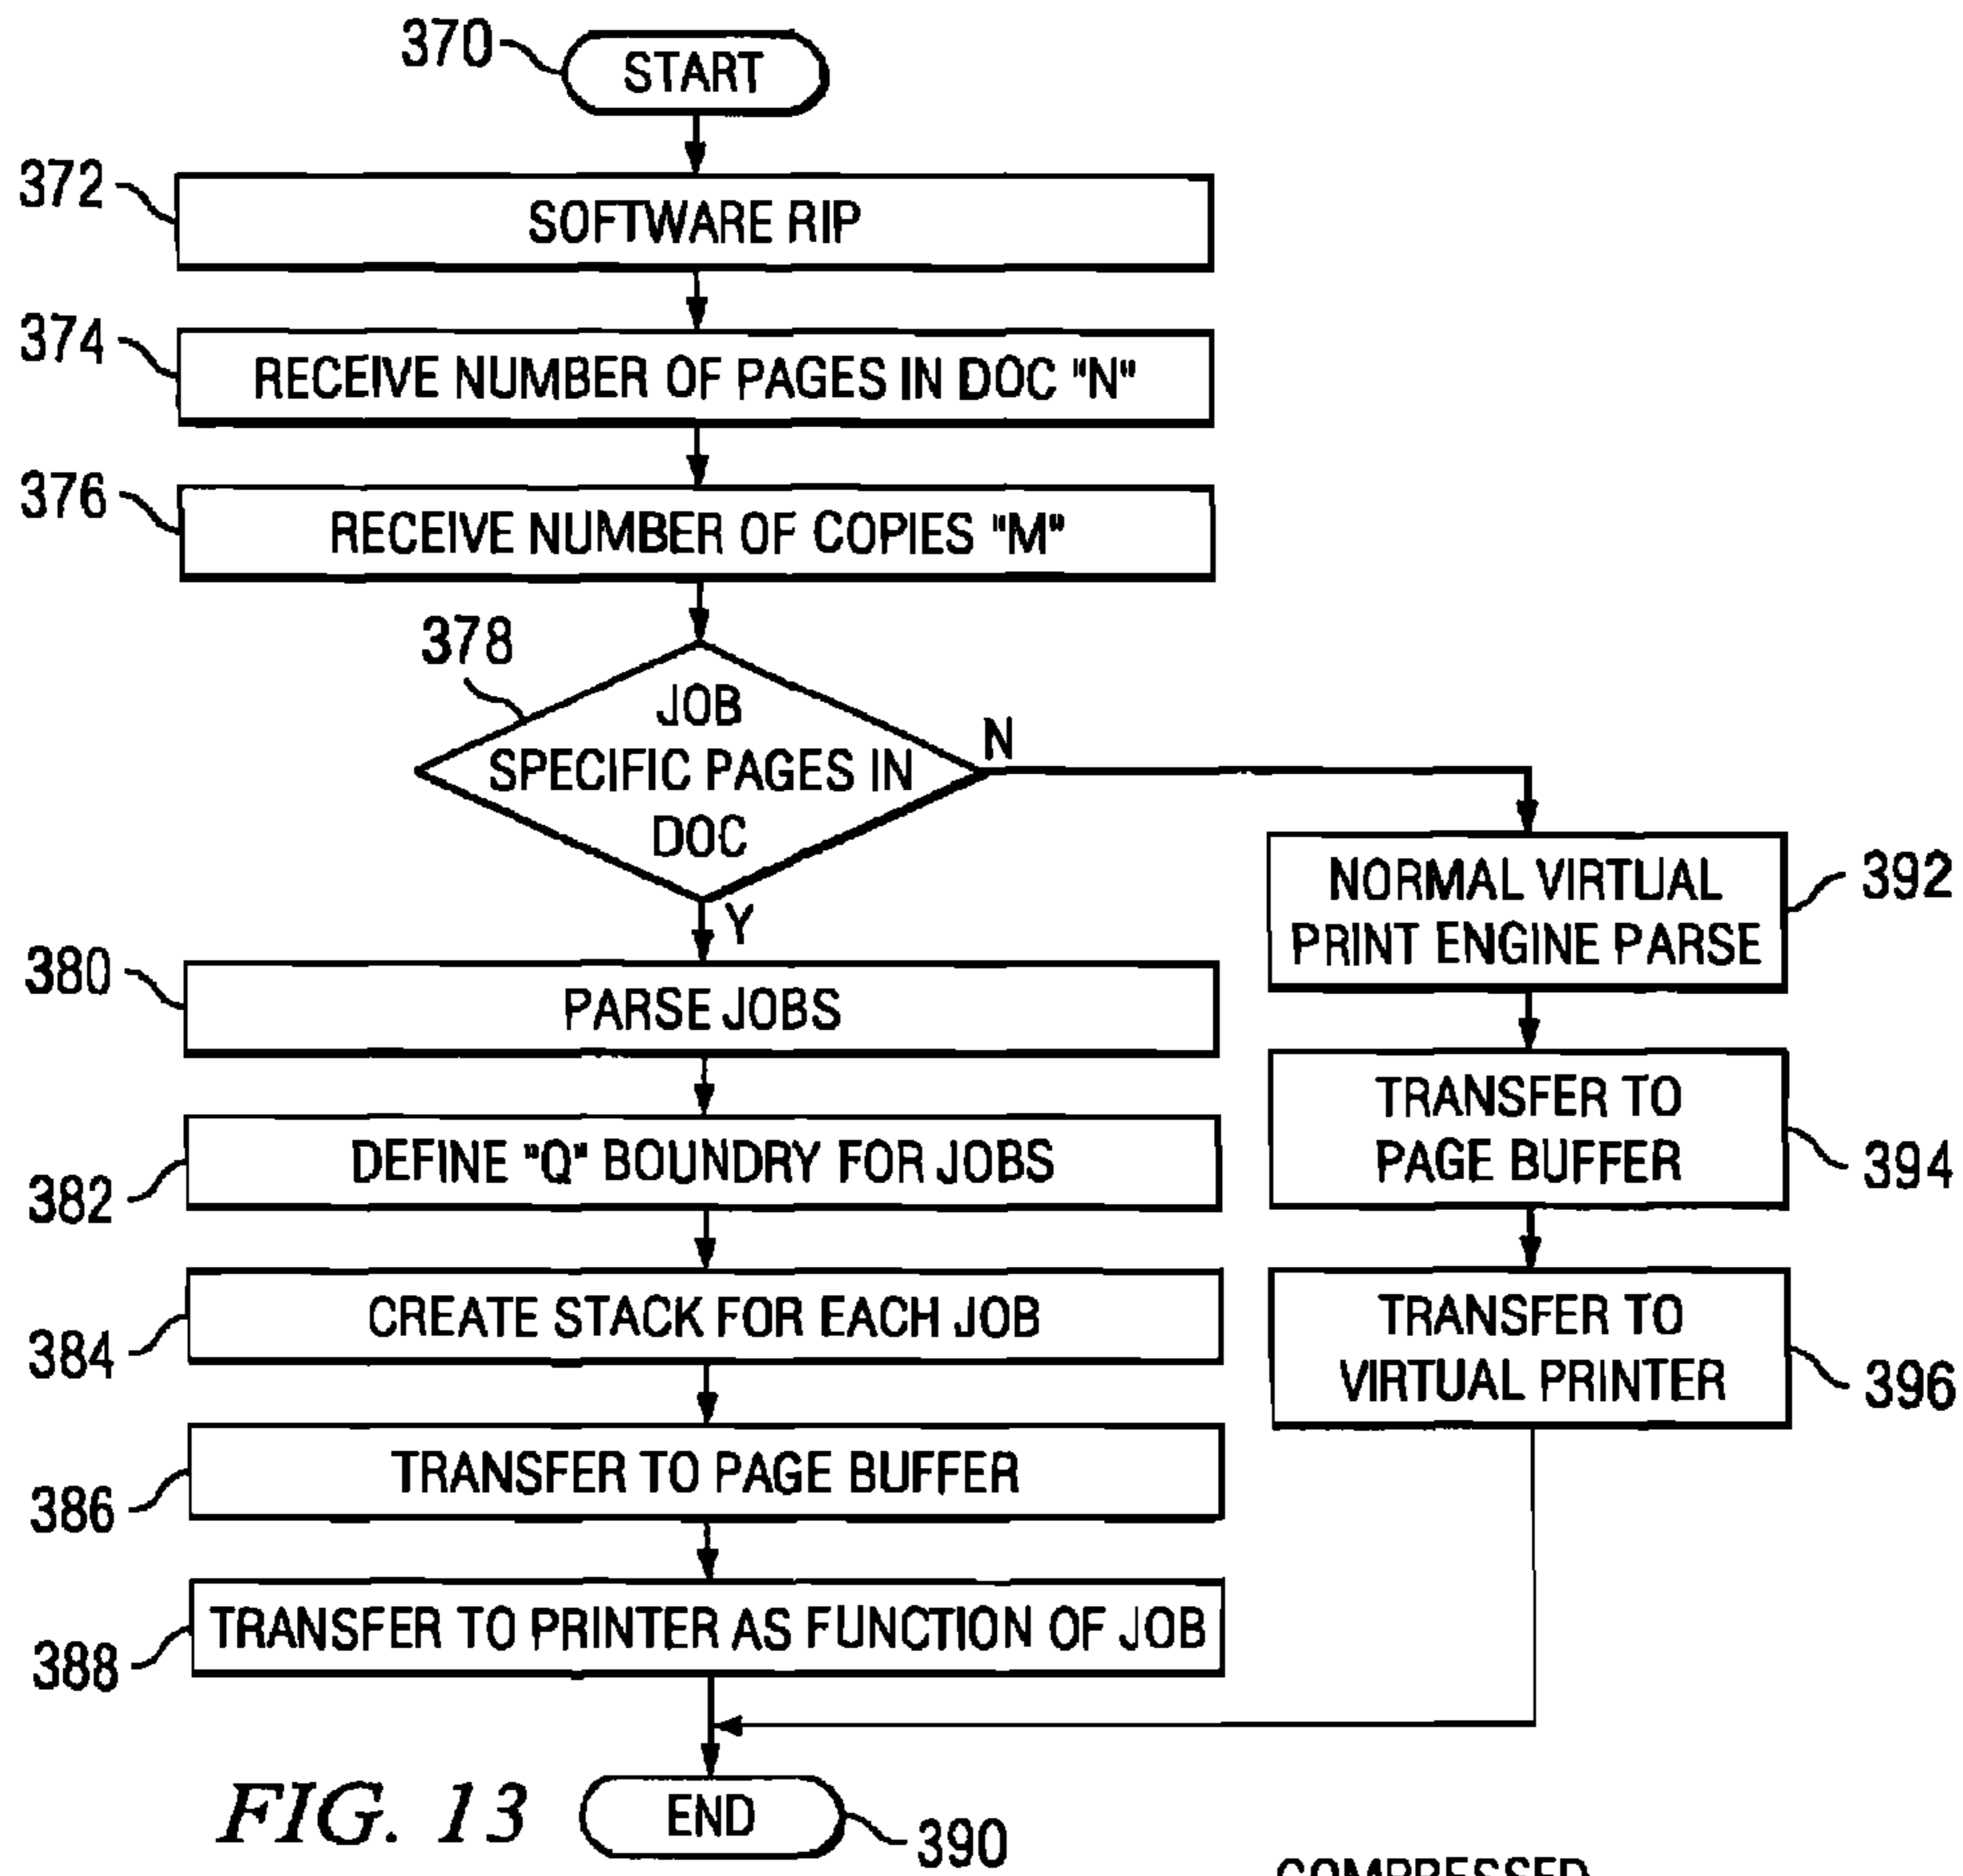 370
START
372
SOFTWARE RIP
374
RECEIVE NUMBER OF PAGES IN DOC "N"
376
RECEIVE NUMBER OF COPIES "M"
378
JOB
SPECIFIC PAGES IN
DOC
N
Y
380
PARSE JOBS
382
DEFINE "Q" BOUNDRY FOR JOBS
384
CREATE STACK FOR EACH JOB
386
TRANSFER TO PAGE BUFFER
388
TRANSFER TO PRINTER AS FUNCTION OF JOB
392
NORMAL VIRTUAL
PRINT ENGINE PARSE
394
TRANSFER TO
PAGE BUFFER
396
TRANSFER TO
VIRTUAL PRINTER
END
390
FIG. 13
COMPRESSED